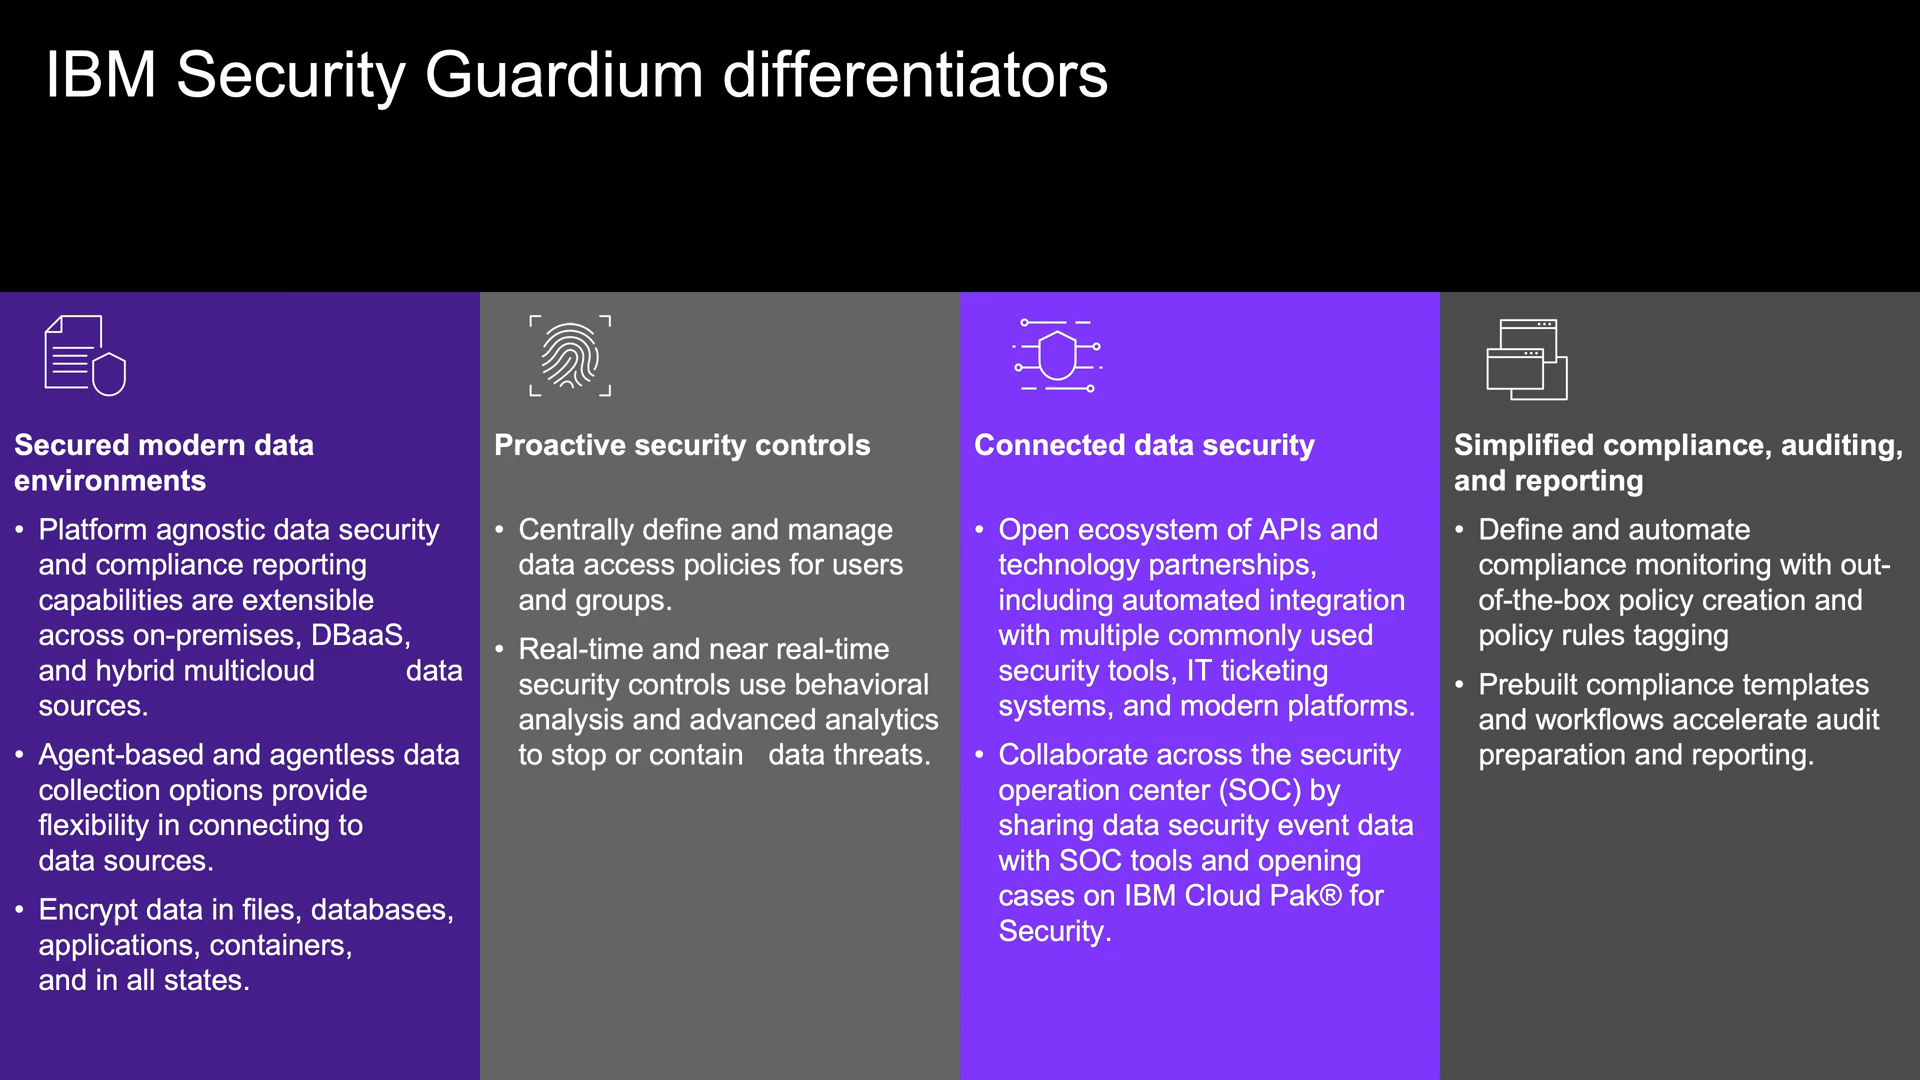 IBM Security Guardium differentiators
Secured modern data
environments
• Platform agnostic data security
and compliance reporting
capabilities are extensible
across on-premises, DBaaS,
and hybrid multicloud data
sources.
• Agent-based and agentless data
collection options provide
flexibility in connecting to
data sources.
• Encrypt data in files, databases,
applications, containers,
and in all states.
Proactive security controls
• Centrally define and manage
data access policies for users
and groups.
• Real-time and near real-time
security controls use behavioral
analysis and advanced analytics
to stop or contain data threats.
Connected data security
• Open ecosystem of APIs and
technology partnerships,
including automated integration
with multiple commonly used
security tools, IT ticketing
systems, and modern platforms.
• Collaborate across the security
operation center (SOC) by
sharing data security event data
with SOC tools and opening
cases on IBM Cloud Pak® for
Security.
Simplified compliance, auditing,
and reporting
• Define and automate
compliance monitoring with out-
of-the-box policy creation and
policy rules tagging
• Prebuilt compliance templates
and workflows accelerate audit
preparation and reporting.